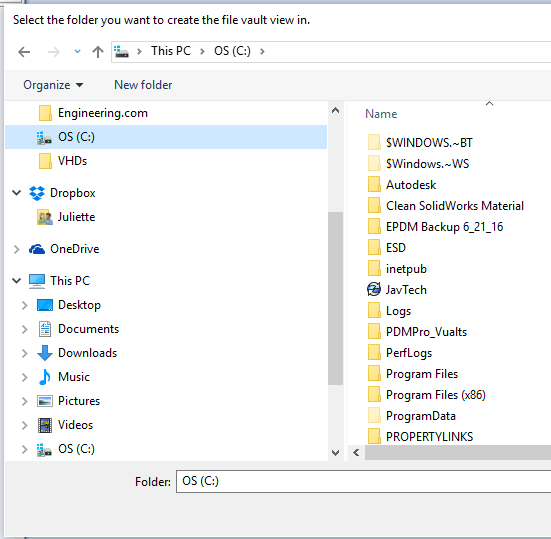 Select the folder you want to create the file vault view in.
This PC > OS (C:) >
Organize
New folder
Engineering.com
OS (C:)
VHDs
Dropbox
Juliette
OneDrive
This PC
Desktop
Documents
Downloads
Music
Pictures
Videos
OS (C:)
Name
$WINDOWS.~BT
$Windows.~WS
Autodesk
Clean SolidWorks Material
EPDM Backup 6_21_16
ESD
inetpub
JavTech
Logs
PDMPro_Vualts
PerfLogs
Program Files
Program Files (x86)
ProgramData
PROPERTYLINKS
Folder: OS (C:)